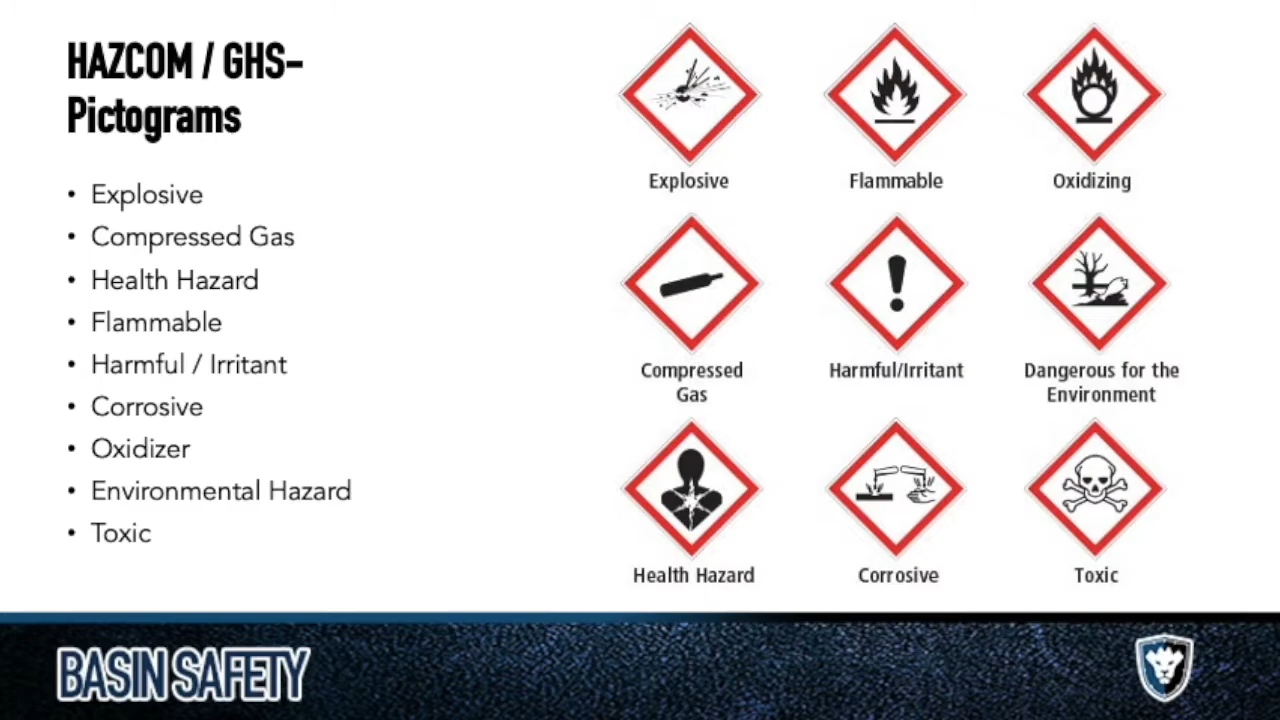 HAZCOM / GHS-
Pictograms
• Explosive
• Compressed Gas
• Health Hazard
• Flammable
• Harmful / Irritant
• Corrosive
• Oxidizer
• Environmental Hazard
• Toxic
Explosive
Flammable
Oxidizing
Compressed
Gas
Harmful/Irritant
Dangerous for the
Environment
Health Hazard
Corrosive
Toxic
BASIN SAFETY